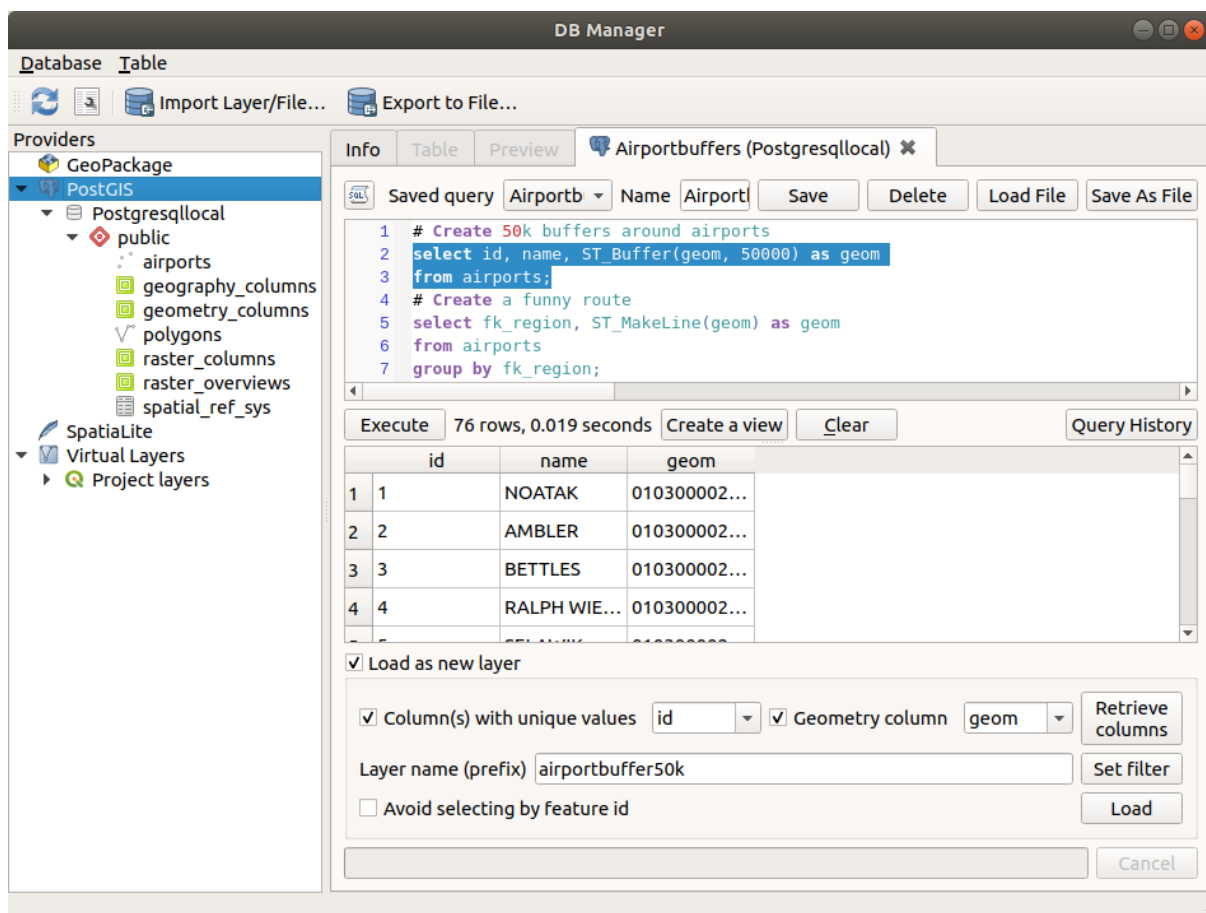 DB Manager
Database Table
Import Layer/File... Export to File...
Providers
GeoPackage
PostGIS
Postgresqllocal
public
airports
geography_columns
geometry_columns
polygons
raster_columns
raster_overviews
spatial_ref_sys
SpatiaLite
Virtual Layers
Project layers
Info Table Preview Airportbuffers (Postgresqllocal)
SQL Saved query Airportb Name Airportl Save Delete Load File Save As File
1 # Create 50k buffers around airports
2 select id, name, ST_Buffer(geom, 50000) as geom
3 from airports;
4 # Create a funny route
5 select fk_region, ST_MakeLine(geom) as geom
6 from airports
7 group by fk_region;
Execute 76 rows, 0.019 seconds Create a view Clear Query History
id name geom
1 1 NOATAK 010300002...
2 2 AMBLER 010300002...
3 3 BETTLES 010300002...
4 4 RALPH WIE... 010300002...
Load as new layer
Column(s) with unique values id Geometry column geom Retrieve columns
Layer name (prefix) airportbuffer50k Set filter
Avoid selecting by feature id Load
Cancel